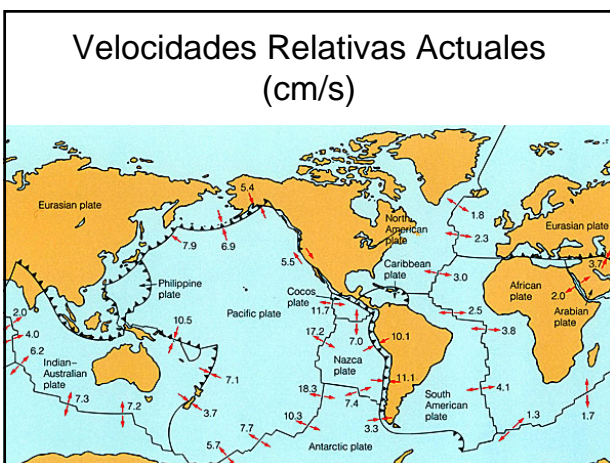 Velocidades Relativas Actuales
(cm/s)
Eurasian plate
5.4
7.9
6.9
North
American
plate
1.8
2.3
Eurasian plate
3.7
5.5
Philippine
plate
Caribbean
plate
3.0
African
plate
2.0
Arabian
plate
Cocos
plate
11.7
Pacific plate
2.0
4.0
6.2
10.5
17.2
7.0
10.1
2.5
3.8
Indian–
Australian
plate
Nazca
plate
7.1
11.1
South
American
plate
4.1
7.3
7.2
3.7
18.3
7.4
10.3
3.3
1.3
1.7
7.7
5.7
Antarctic plate